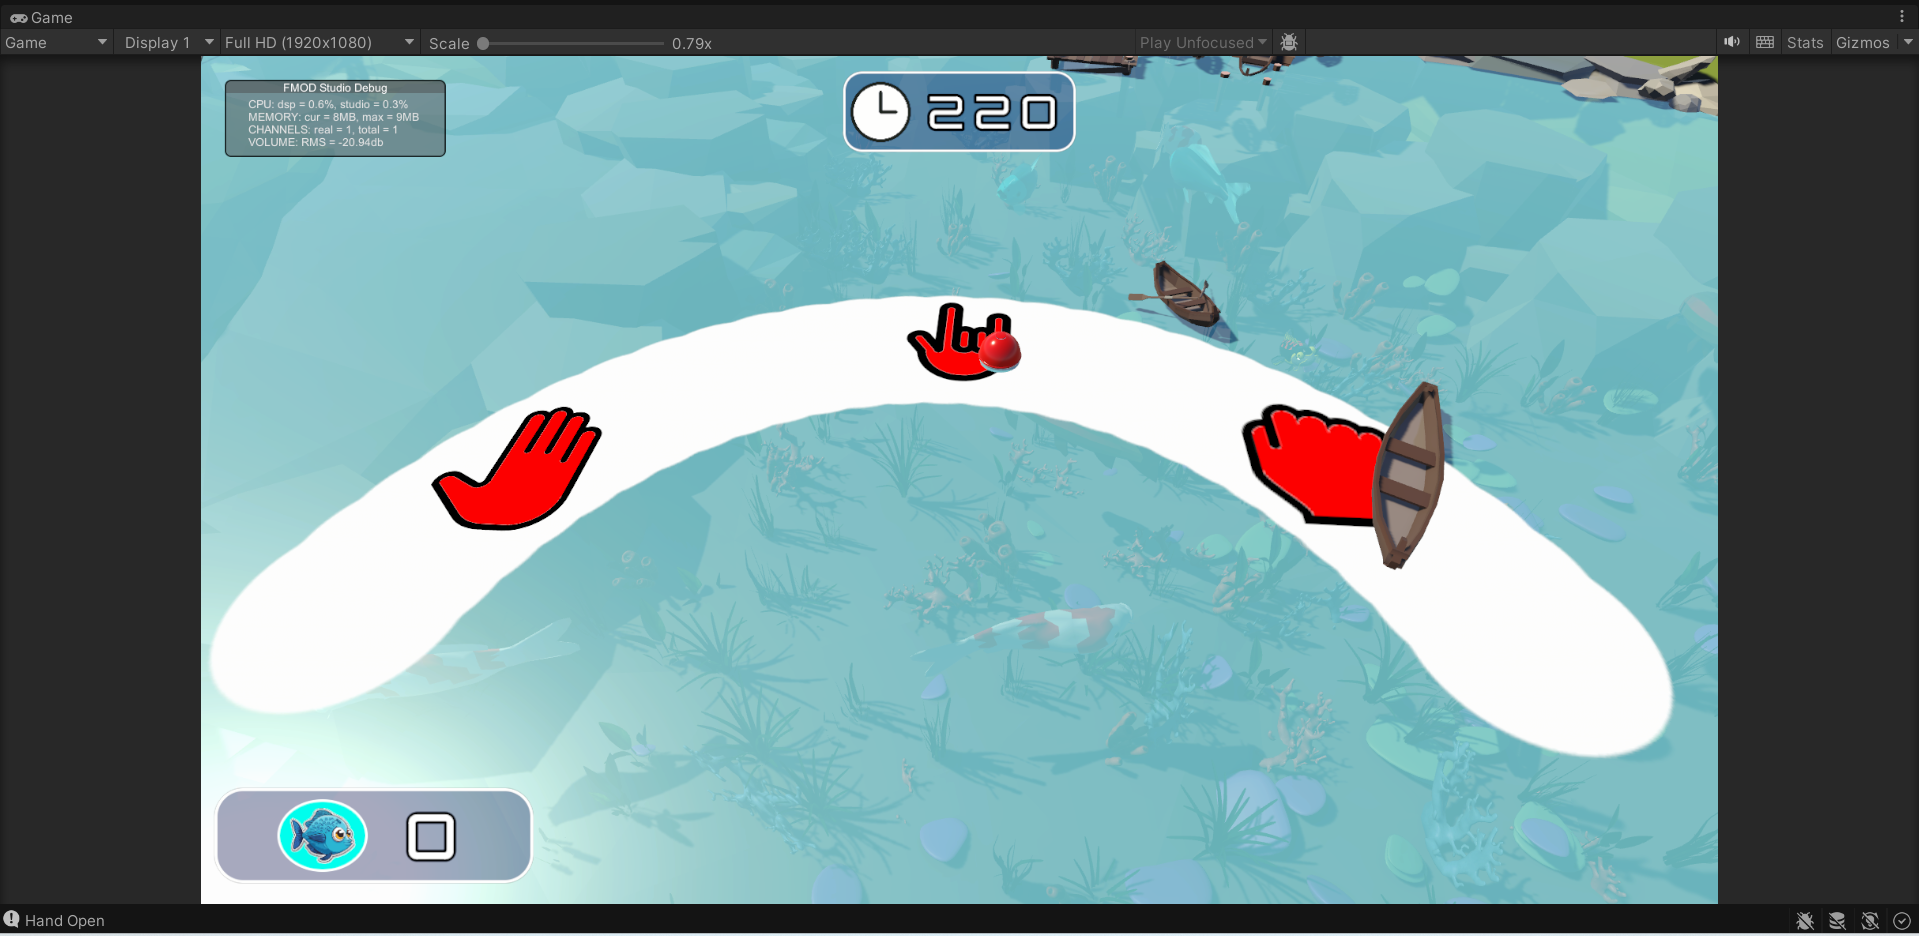 Game
Game Display 1 Full HD (1920x1080) Scale 0.79x Play Unfocused Stats Gizmos
FMOD Studio Debug
CPU: dsp = 0.6%, studio = 0.3%
MEMORY: cur = 8MB, max = 9MB
CHANNELS: real = 1, total = 1
VOLUME: RMS = -20.94db
220
0
Hand Open